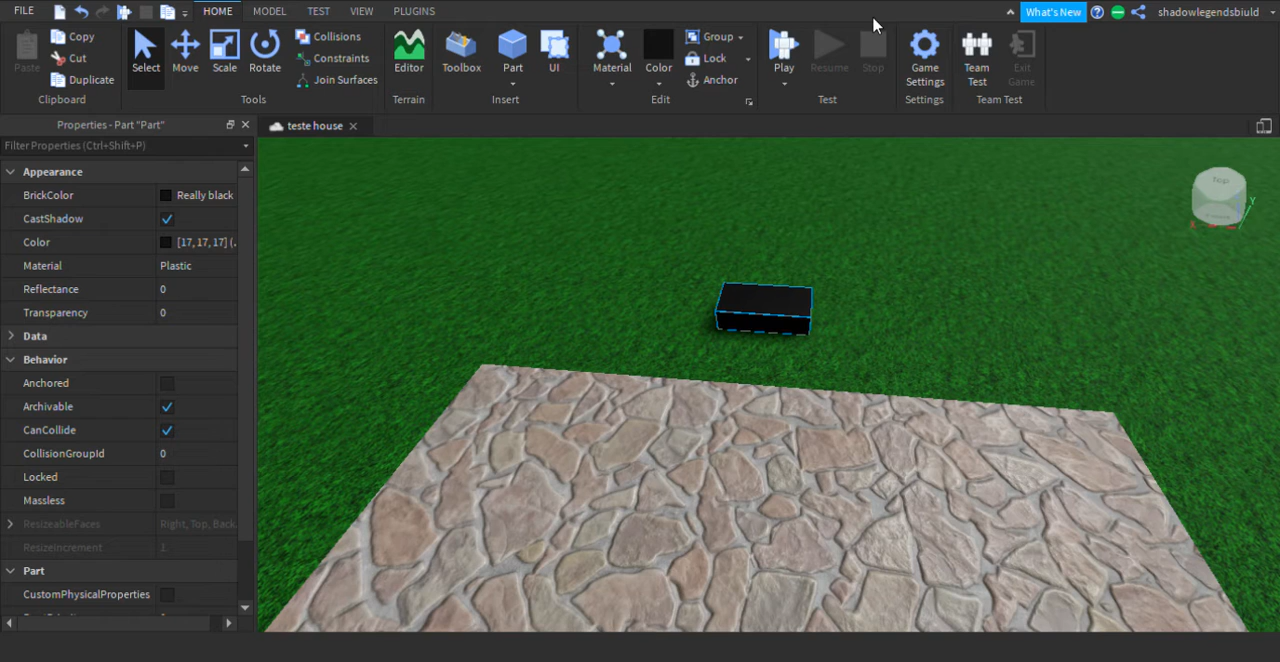 FILE HOME MODEL TEST VIEW PLUGINS What's New shadowlegendsbiuld
Paste Copy Cut Duplicate
Clipboard
Select Move Scale Rotate Collisions Constraints Join Surfaces
Tools
Editor
Terrain
Toolbox Part UI
Insert
Material Color Group Lock Anchor
Edit
Play Resume Stop
Test
Game Settings
Settings
Team Test Exit Game
Team Test
Properties - Part "Part"
teste house
Filter Properties (Ctrl+Shift+P)
Appearance
BrickColor Really black
CastShadow
Color [17, 17, 17] (.
Material Plastic
Reflectance 0
Transparency 0
Data
Behavior
Anchored
Archivable
CanCollide
CollisionGroupId 0
Locked
Massless
ResizeableFaces Right, Top, Back,
ResizeIncrement 1
Part
CustomPhysicalProperties
X
Y